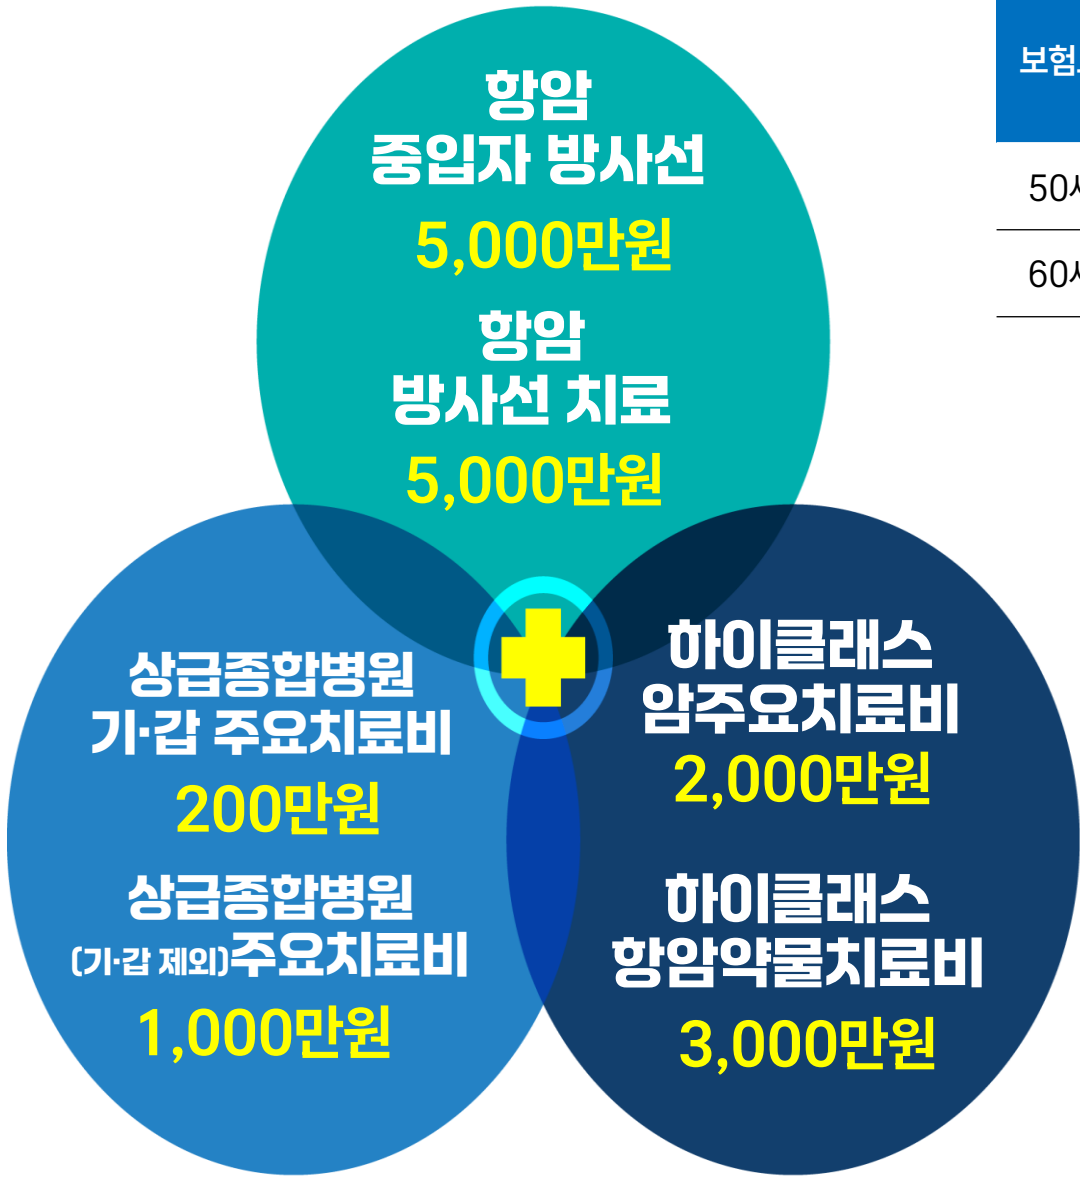 항암
중입자 방사선
5,000만원
항암
방사선 치료
5,000만원
상급종합병원
기·갑 주요치료비
200만원
상급종합병원
(기·갑 제외)주요치료비
1,000만원
하이클래스
암주요치료비
2,000만원
하이클래스
항암약물치료비
3,000만원
보험
50
60